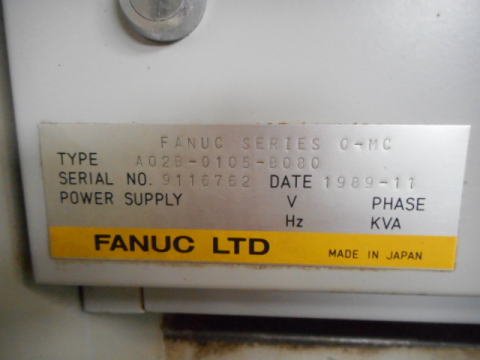 FANUC SERIES 0-MC
TYPE A02B-0105-B080
SERIAL NO. 9116762 DATE 1989-11
POWER SUPPLY V PHASE
Hz KVA
FANUC LTD MADE IN JAPAN